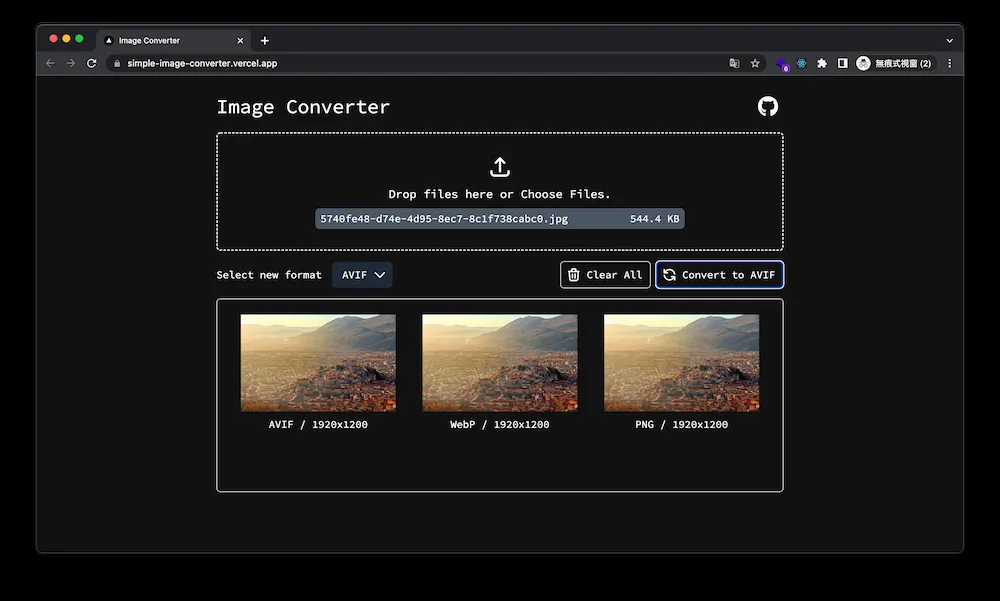 Image Converter
simple-image-converter.vercel.app
6
無痕式視窗 (2)
Image Converter
Drop files here or Choose Files.
5740fe48-d74e-4d95-8ec7-8c1f738cabc0.jpg 544.4 KB
Select new format AVIF Clear All Convert to AVIF
AVIF / 1920x1200 WebP / 1920x1200 PNG / 1920x1200